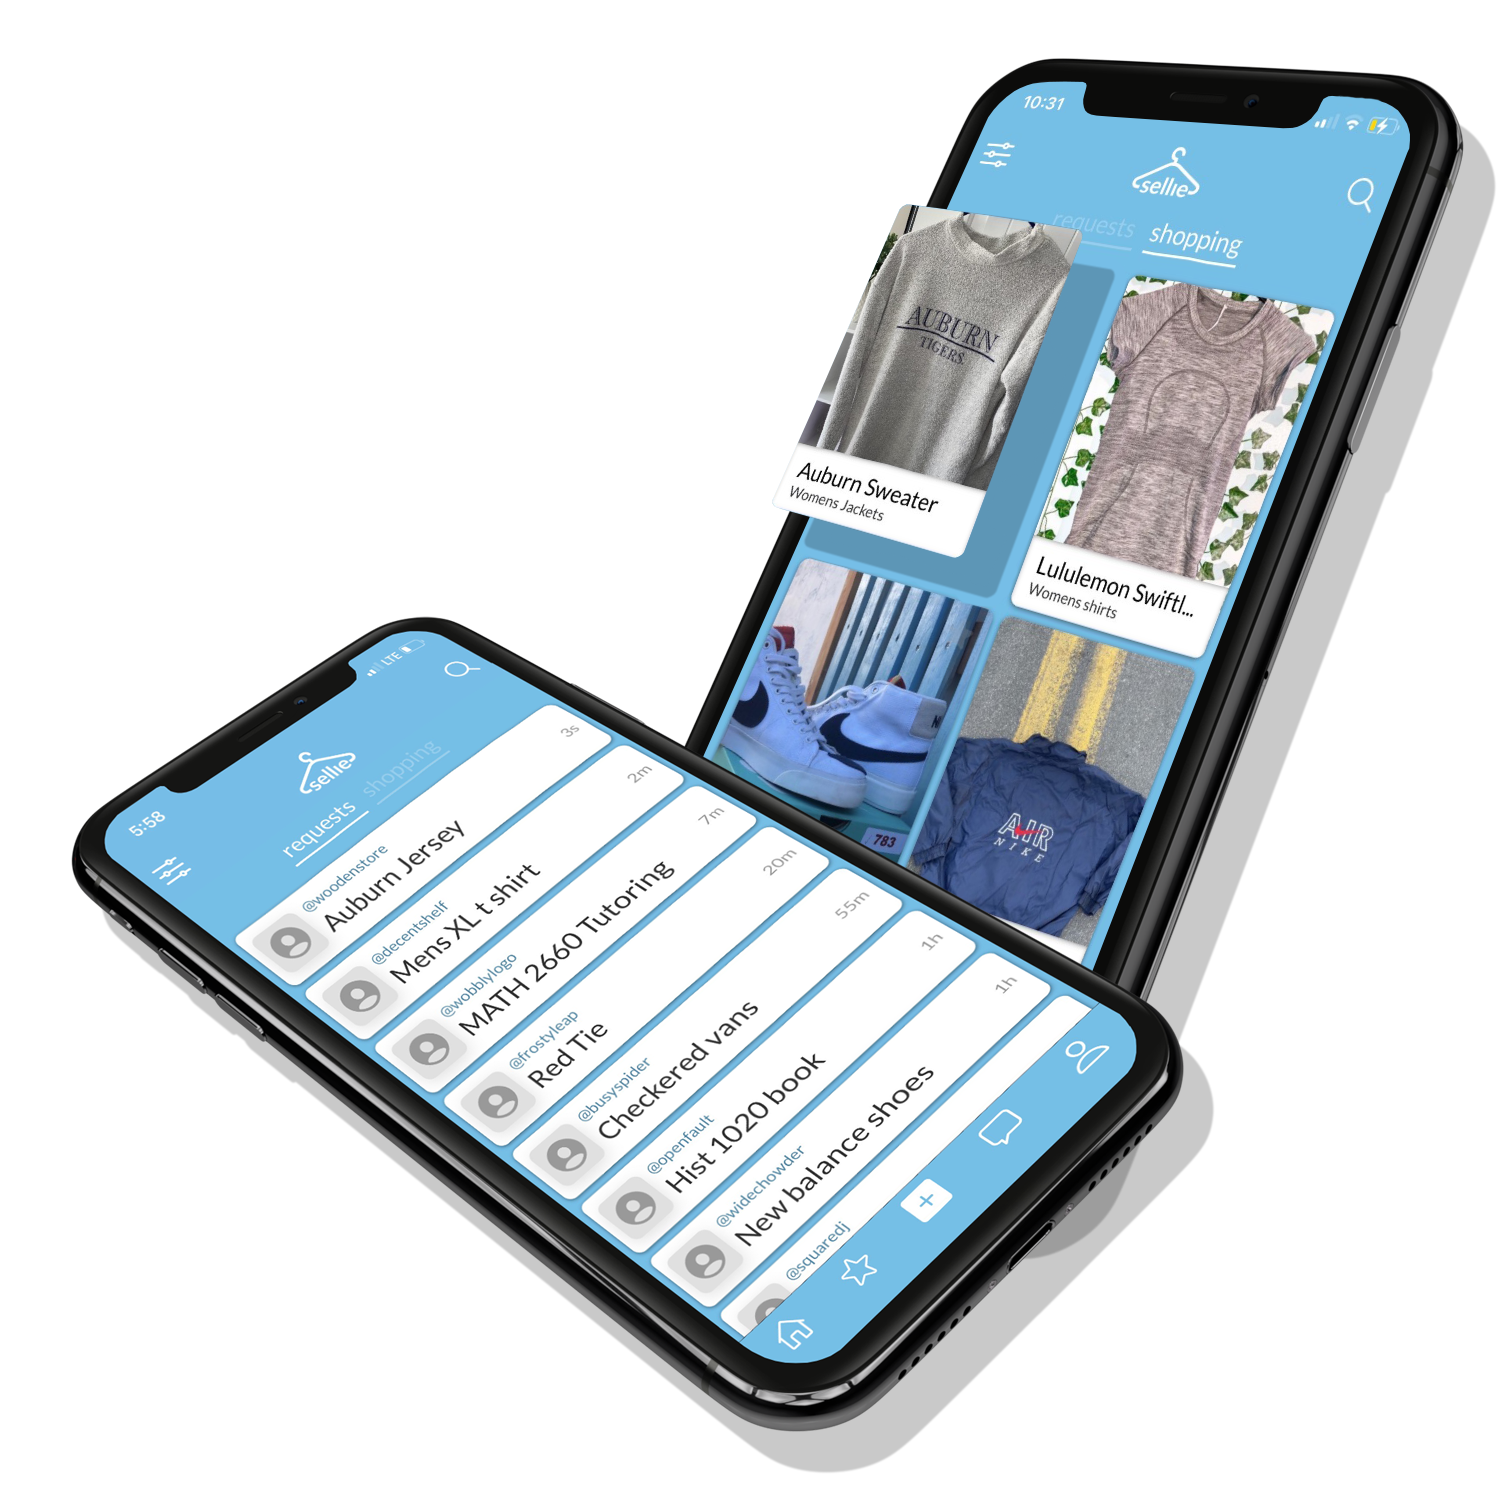 10:31
sellie
requests shopping
AUBURN
TIGERS.
Auburn Sweater
Womens Jackets
Lululemon Swiftl...
Womens shirts
783
AIR
NIKE
5:58
LTE
sellie
requests shopping
@woodenstore
Auburn Jersey
3s
@decentshelf
Mens XL t shirt
2m
@wobblylogo
MATH 2660 Tutoring
7m
@frostyleap
Red Tie
20m
@busyspider
Checkered vans
55m
@openfault
Hist 1020 book
1h
@widechowder
New balance shoes
1h
@squaredj